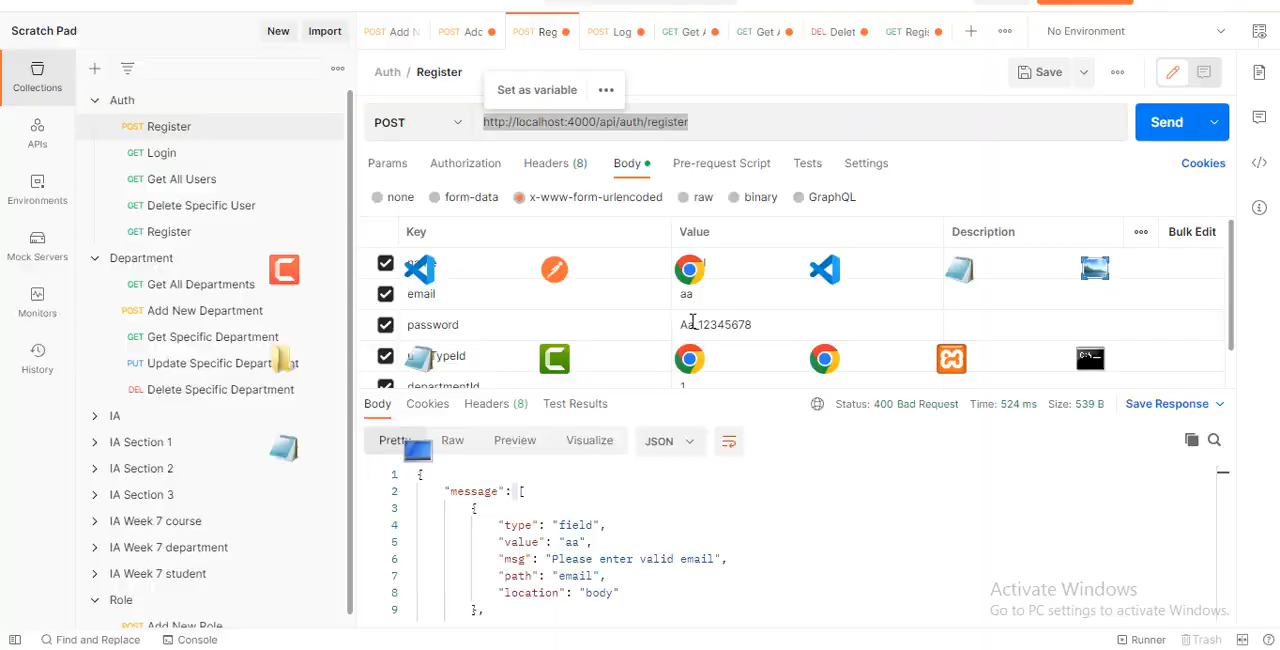 Scratch Pad
New
Import
POST Add N
POST Adc
POST Reg
POST Log
GET Get A
GET Get A
DEL Delet
GET Regis
No Environment
Collections
APIs
Environments
Mock Servers
Monitors
History
Auth
POST Register
GET Login
GET Get All Users
GET Delete Specific User
GET Register
Department
GET Get All Departments
POST Add New Department
GET Get Specific Department
PUT Update Specific Depart
DEL Delete Specific Department
IA
IA Section 1
IA Section 2
IA Section 3
IA Week 7 course
IA Week 7 department
IA Week 7 student
Role
POST Add New Role
Auth / Register
Set as variable
Save
POST
http://localhost:4000/api/auth/register
Send
Params
Authorization
Headers (8)
Body
Pre-request Script
Tests
Settings
Cookies
none
form-data
x-www-form-urlencoded
raw
binary
GraphQL
Key
Value
Description
Bulk Edit
email
aa
password
Aa_12345678
TypeId
departmentId
1
Body
Cookies
Headers (8)
Test Results
Status: 400 Bad Request
Time: 524 ms
Size: 539 B
Save Response
Pretty
Raw
Preview
Visualize
JSON
1 {
2 "message": [
3 {
4 "type": "field",
5 "value": "aa",
6 "msg": "Please enter valid email",
7 "path": "email",
8 "location": "body"
9 },
Activate Windows
Go to PC settings to activate Windows.
Find and Replace
Console
Runner
Trash